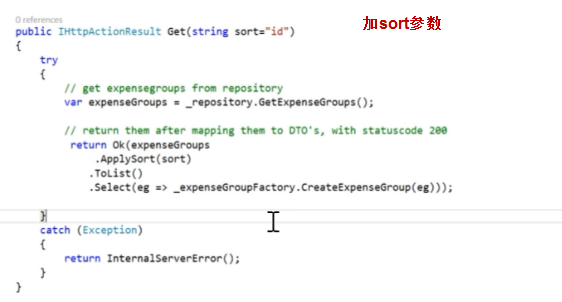 0 references
public IHttpActionResult Get(string sort="id")
加sort参数
{
try
{
// get expensegroups from repository
var expenseGroups = _repository.GetExpenseGroups();
// return them after mapping them to DTO's, with statuscode 200
return Ok(expenseGroups
.ApplySort(sort)
.ToList()
.Select(eg => _expenseGroupFactory.CreateExpenseGroup(eg)));
}
catch (Exception)
{
return InternalServerError();
}
}